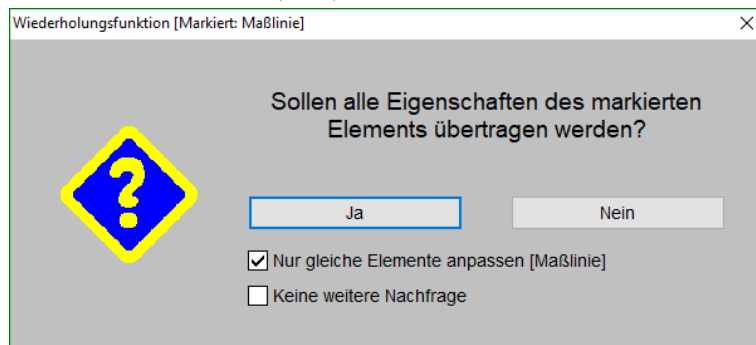 Wiederholungsfunktion [Markiert: Maßlinie]
Sollen alle Eigenschaften des markierten
Elements übertragen werden?
Ja
Nein
Nur gleiche Elemente anpassen [Maßlinie]
Keine weitere Nachfrage